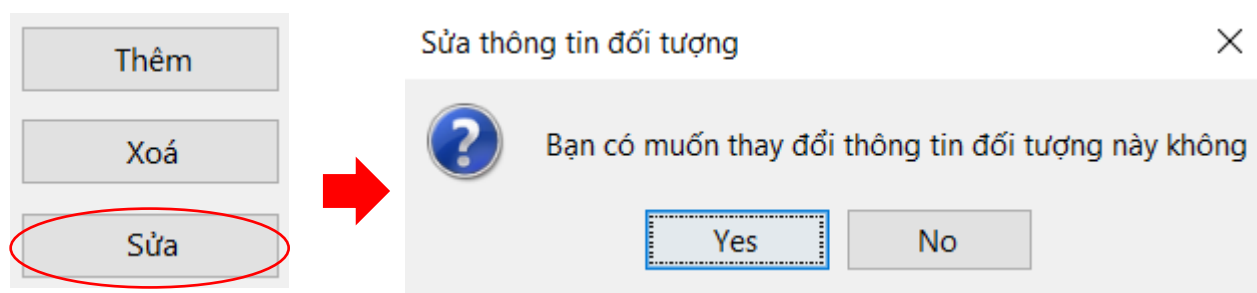 Thêm
Xoá
Sửa
Sửa thông tin đối tượng
Bạn có muốn thay đổi thông tin đối tượng này không
Yes
No